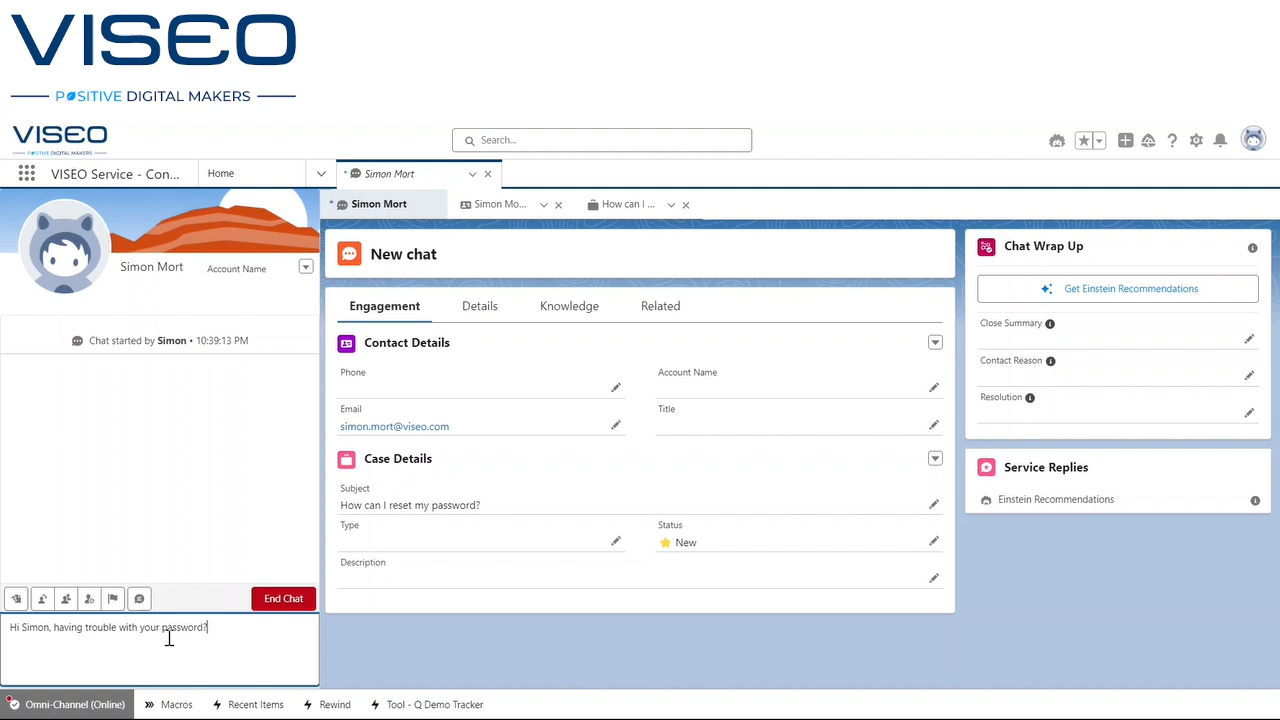 VISEO
POSITIVE DIGITAL MAKERS
VISEO
POSITIVE DIGITAL MAKERS
Search...
VISEO Service - Con...
Home
* Simon Mort
* Simon Mort
Simon Mo...
How can I ...
Simon Mort
Account Name
Chat started by Simon • 10:39:13 PM
New chat
Engagement
Details
Knowledge
Related
Contact Details
Phone
Account Name
Email
Title
simon.mort@viseo.com
Case Details
Subject
How can I reset my password?
Type
Status
New
Description
Chat Wrap Up
Get Einstein Recommendations
Close Summary
Contact Reason
Resolution
Service Replies
Einstein Recommendations
End Chat
Hi Simon, having trouble with your password?
Omni-Channel (Online)
Macros
Recent Items
Rewind
Tool - Q Demo Tracker